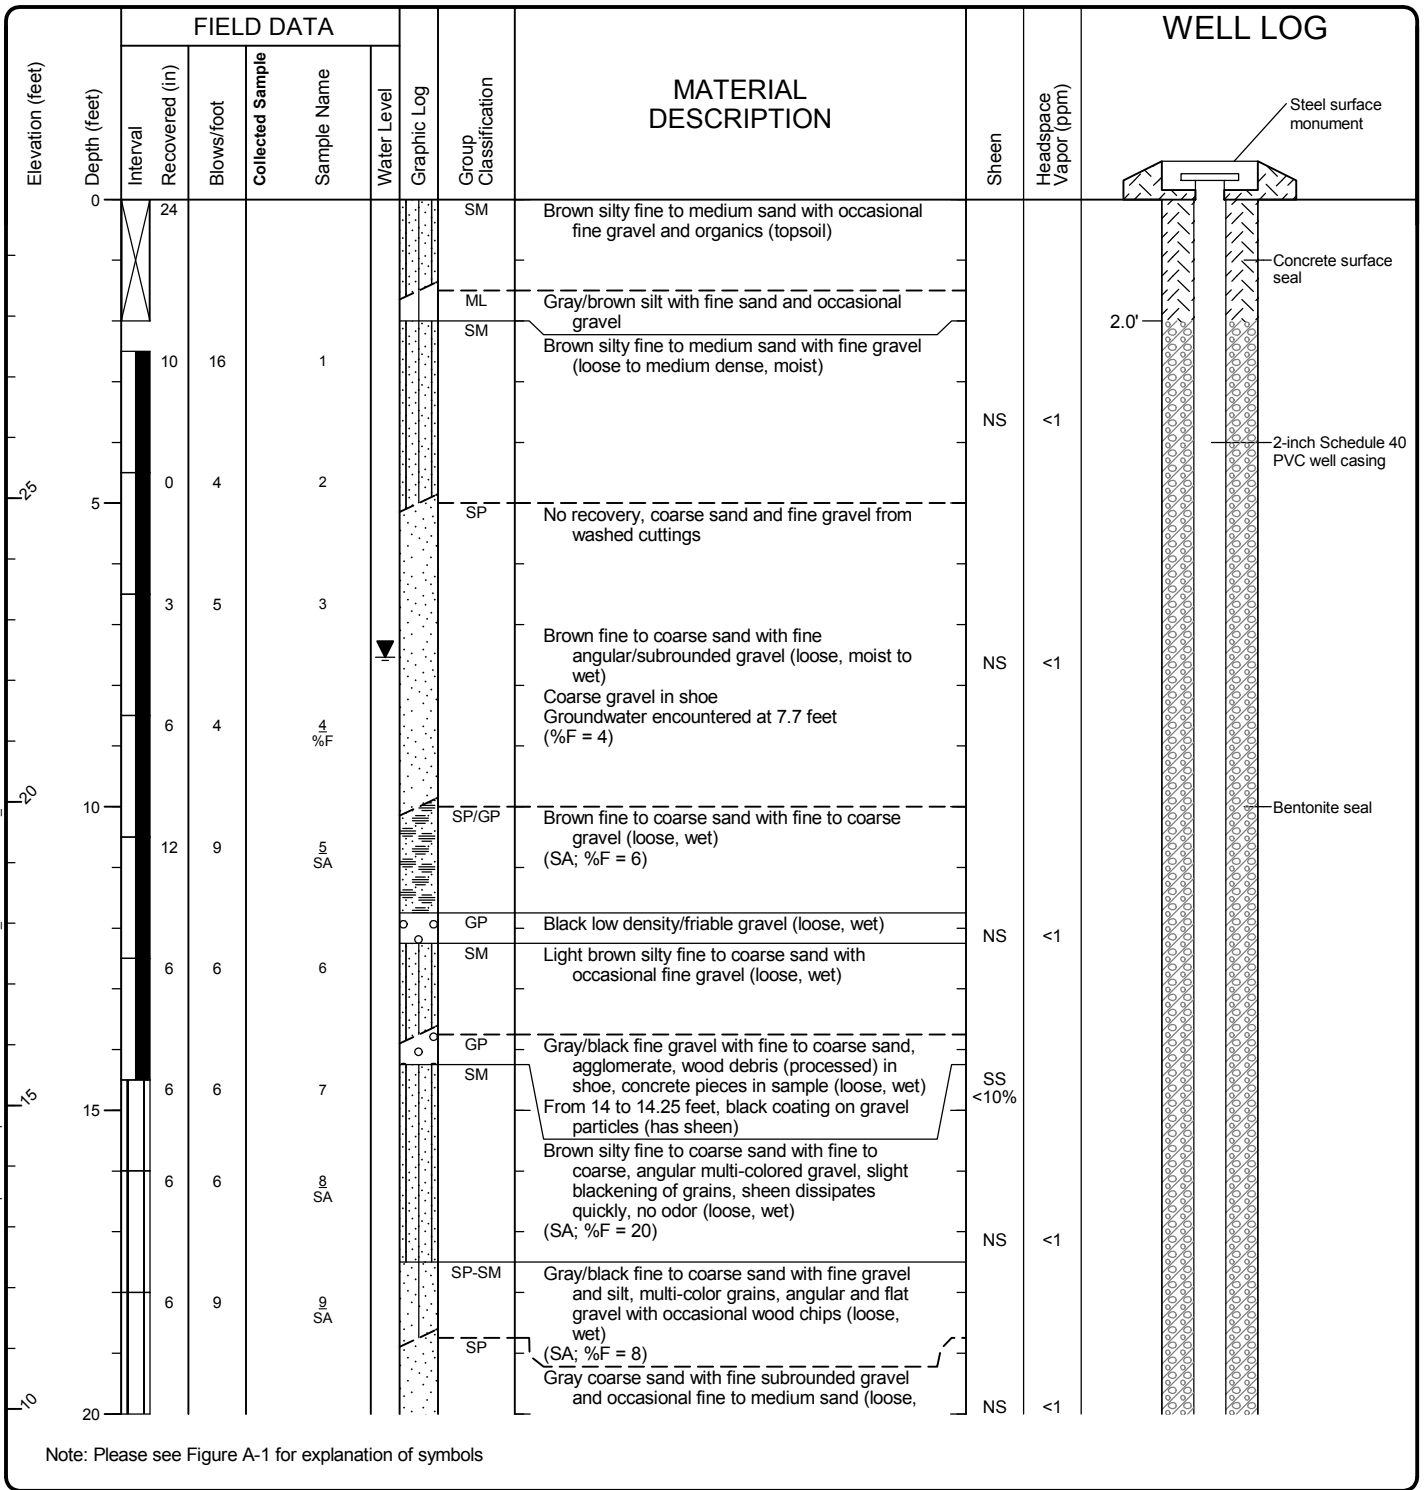 FIELD DATA
WELL LOG
Elevation (feet)
Depth (feet)
Interval
Recovered (in)
Blows/foot
Collected Sample
Sample Name
Water Level
Graphic Log
Group
Classification
MATERIAL
DESCRIPTION
Sheen
Headspace
Vapor (ppm)
Steel surface
monument
0
24
SM
Brown silty fine to medium sand with occasional
fine gravel and organics (topsoil)
Concrete surface
seal
ML
Gray/brown silt with fine sand and occasional
gravel
2.0'
SM
Brown silty fine to medium sand with fine gravel
(loose to medium dense, moist)
10 16 1
NS <1
2-inch Schedule 40
PVC well casing
0 4 2
25
5
SP
No recovery, coarse sand and fine gravel from
washed cuttings
3 5 3
Brown fine to coarse sand with fine
angular/subrounded gravel (loose, moist to
wet)
NS <1
Coarse gravel in shoe
Groundwater encountered at 7.7 feet
(%F = 4)
6 4 4
%F
20
10
SP/GP
Brown fine to coarse sand with fine to coarse
gravel (loose, wet)
(SA; %F = 6)
Bentonite seal
12 9 5
SA
GP
Black low density/friable gravel (loose, wet)
NS <1
SM
Light brown silty fine to coarse sand with
occasional fine gravel (loose, wet)
6 6 6
GP
Gray/black fine gravel with fine to coarse sand,
agglomerate, wood debris (processed) in
shoe, concrete pieces in sample (loose, wet)
From 14 to 14.25 feet, black coating on gravel
particles (has sheen)
SM
6 6 7
SS
<10%
15
15
Brown silty fine to coarse sand with fine to
coarse, angular multi-colored gravel, slight
blackening of grains, sheen dissipates
quickly, no odor (loose, wet)
(SA; %F = 20)
6 6 8
SA
NS <1
SP-SM
Gray/black fine to coarse sand with fine gravel
and silt, multi-color grains, angular and flat
gravel with occasional wood chips (loose,
wet)
(SA; %F = 8)
6 9 9
SA
SP
Gray coarse sand with fine subrounded gravel
and occasional fine to medium sand (loose,
NS <1
10
20
Note: Please see Figure A-1 for explanation of symbols